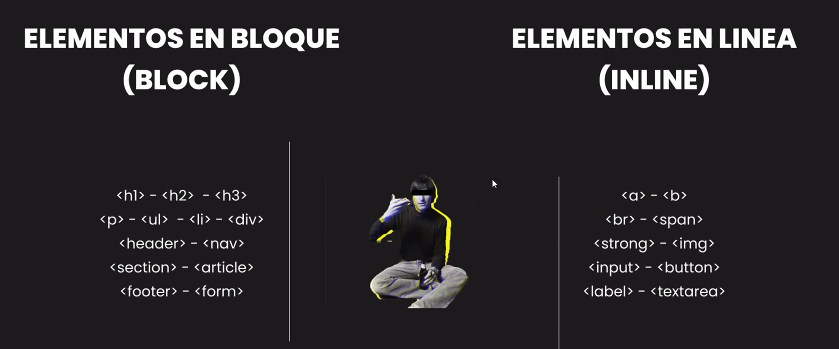 ELEMENTOS EN BLOQUE
(BLOCK)
<h1> - <h2> - <h3>
<p> - <ul> - <li> - <div>
<header> - <nav>
<section> - <article>
<footer> - <form>
ELEMENTOS EN LINEA
(INLINE)
<a> - <b>
<br> - <span>
<strong> - <img>
<input> - <button>
<label> - <textarea>